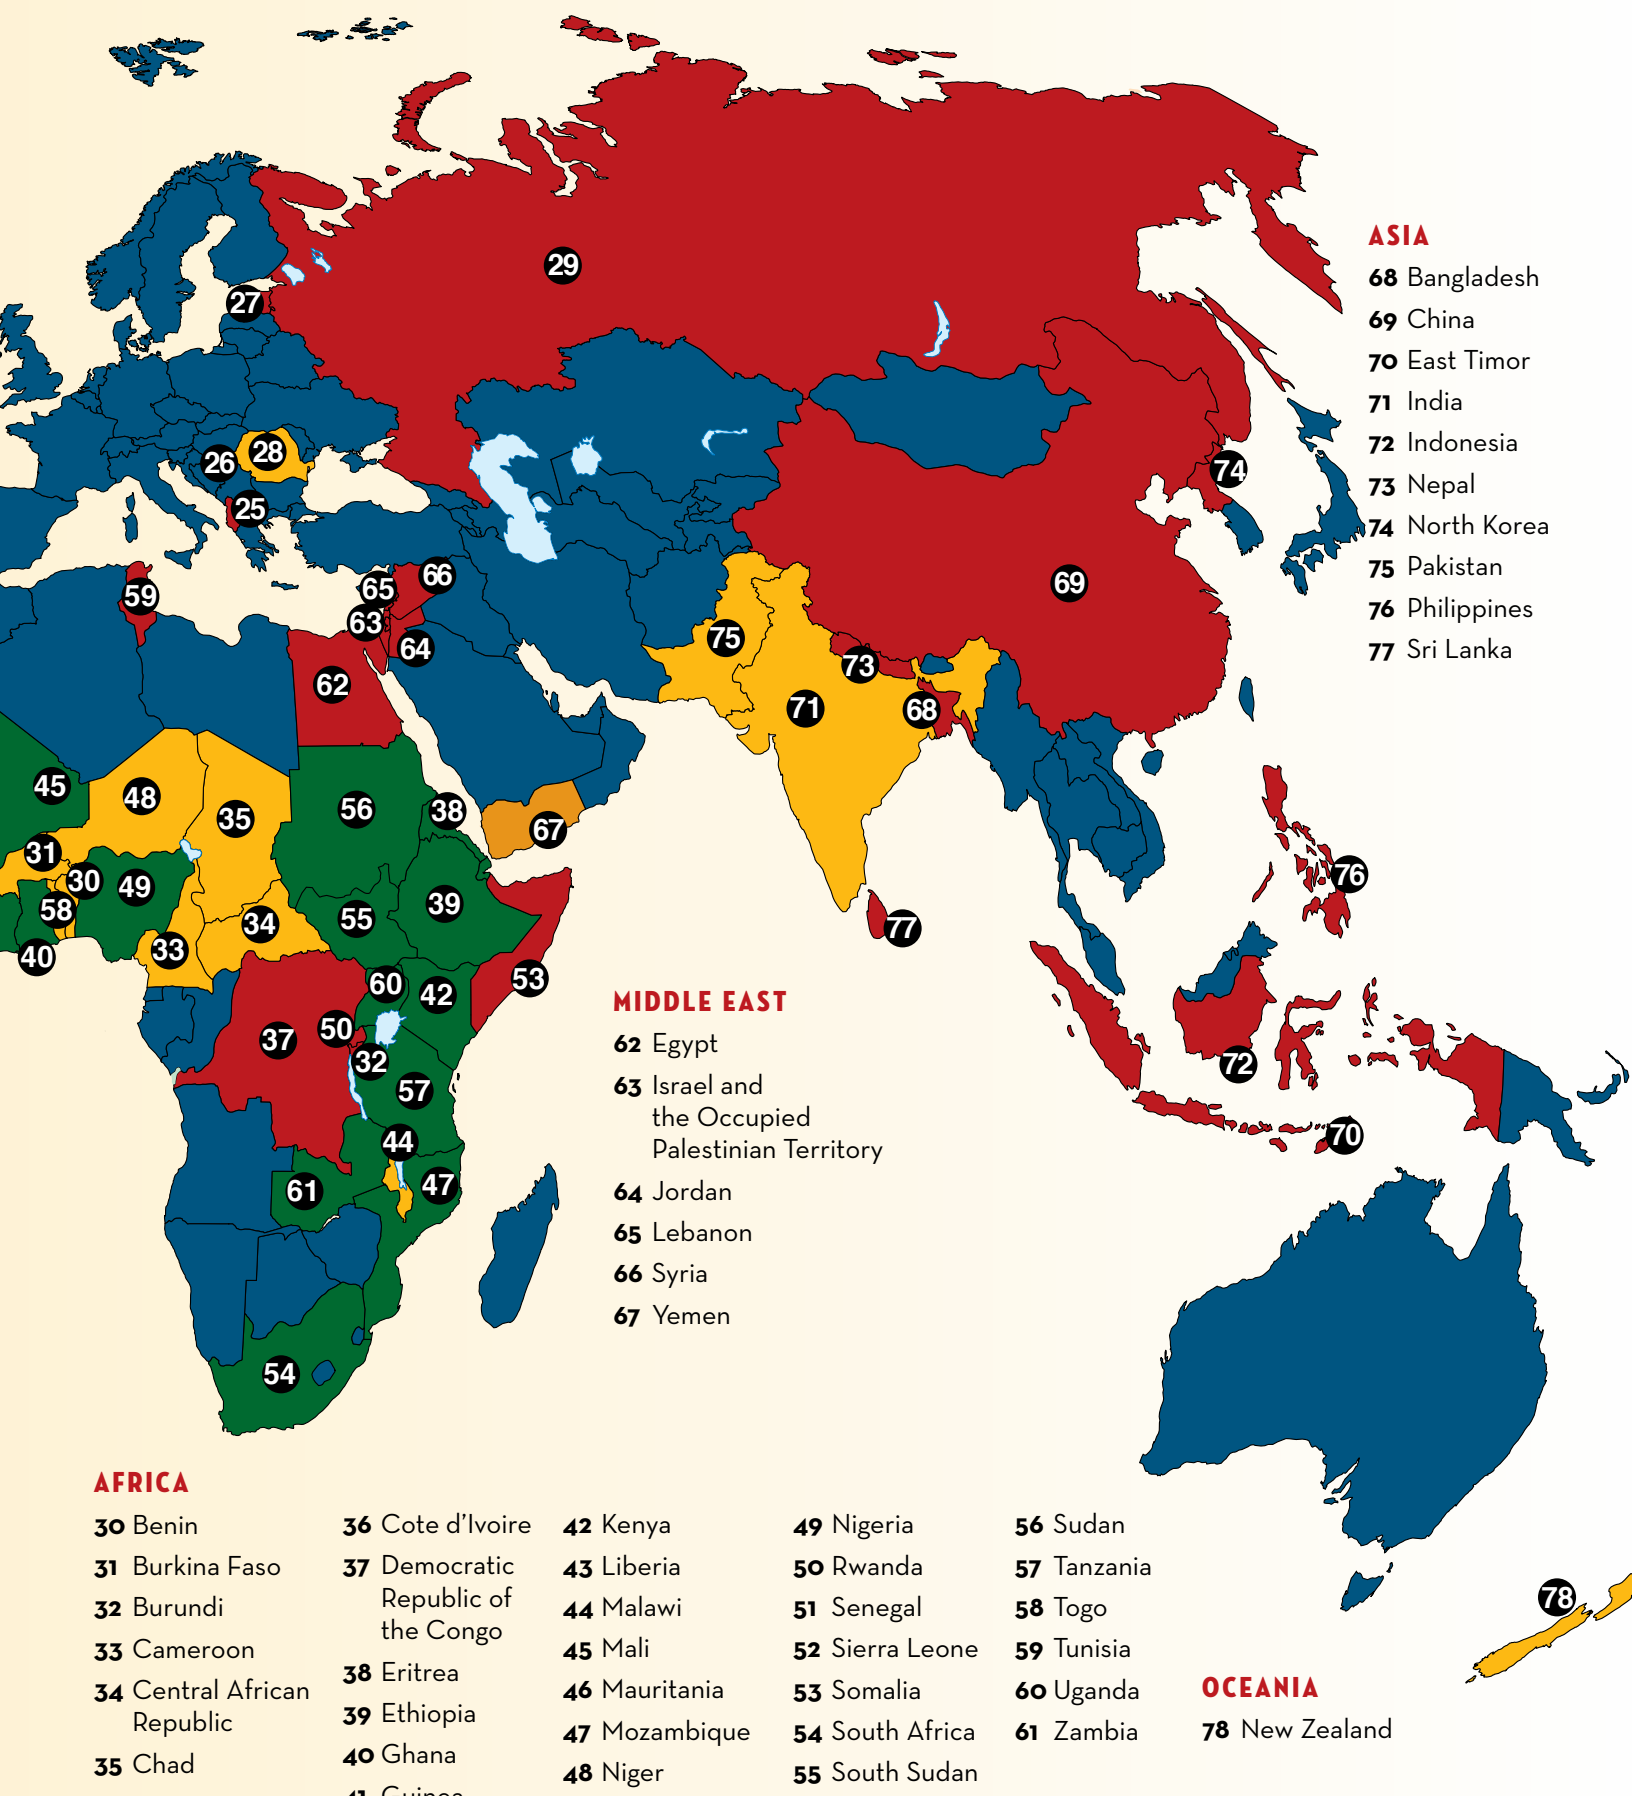 29
27
28
26
25
66
65
59
63
64
62
75
73
71
68
74
69
45
48
35
56
38
67
31
30
49
58
39
55
34
33
40
53
60
42
77
76
37
50
32
57
72
70
44
61
47
54
78
ASIA
68 Bangladesh
69 China
70 East Timor
71 India
72 Indonesia
73 Nepal
74 North Korea
75 Pakistan
76 Philippines
77 Sri Lanka
MIDDLE EAST
62 Egypt
63 Israel and
the Occupied
Palestinian Territory
64 Jordan
65 Lebanon
66 Syria
67 Yemen
AFRICA
30 Benin
31 Burkina Faso
32 Burundi
33 Cameroon
34 Central African
Republic
35 Chad
36 Cote d'Ivoire
37 Democratic
Republic of
the Congo
38 Eritrea
39 Ethiopia
40 Ghana
41 Guinea
42 Kenya
43 Liberia
44 Malawi
45 Mali
46 Mauritania
47 Mozambique
48 Niger
49 Nigeria
50 Rwanda
51 Senegal
52 Sierra Leone
53 Somalia
54 South Africa
55 South Sudan
56 Sudan
57 Tanzania
58 Togo
59 Tunisia
60 Uganda
61 Zambia
OCEANIA
78 New Zealand